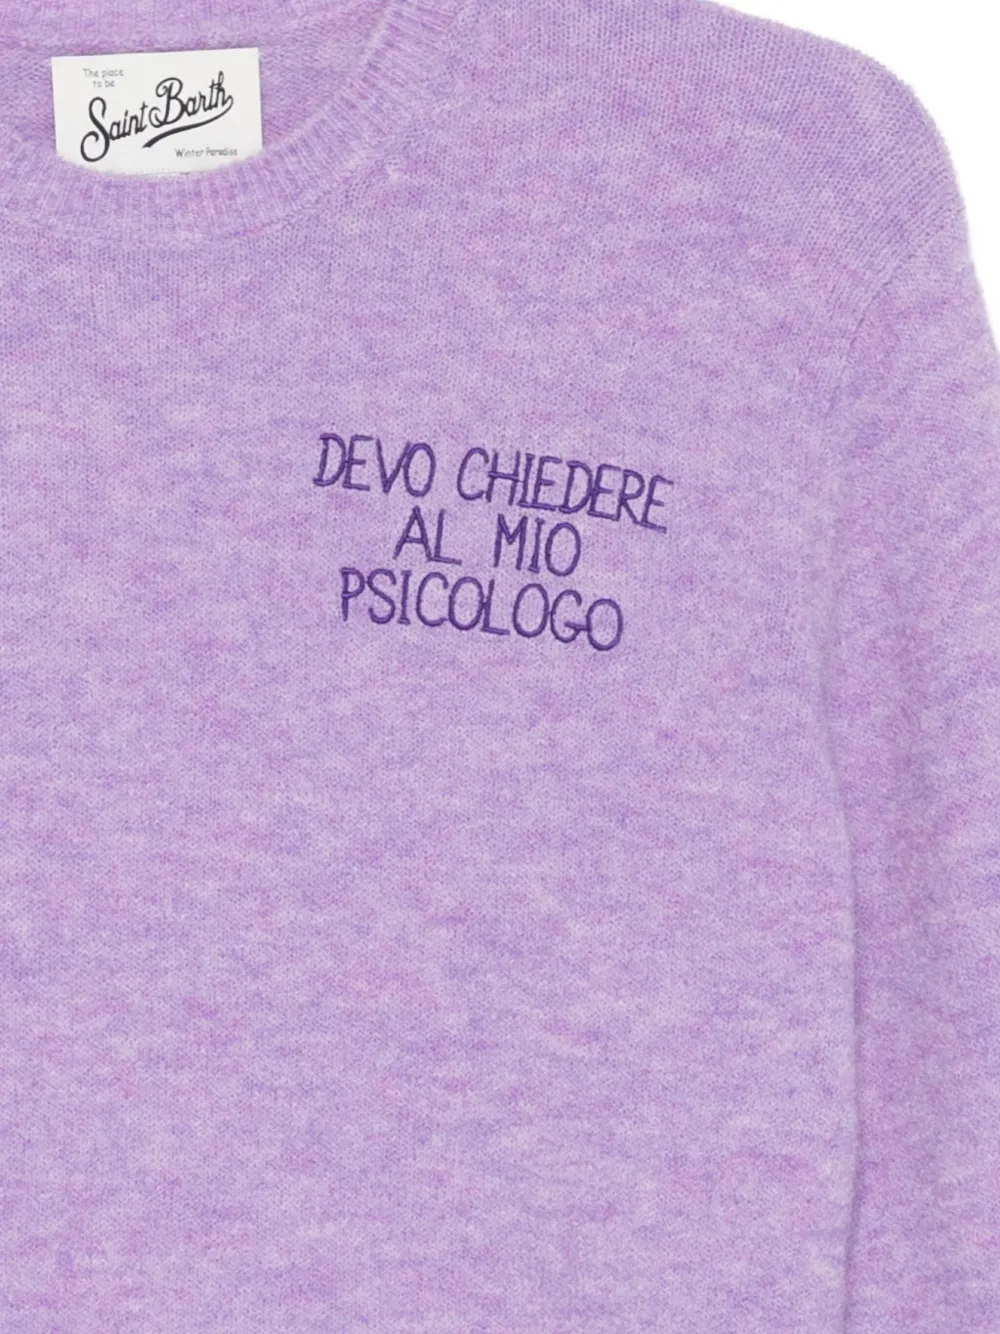 The place
to be
Saint Barth
Winter Paradise
DEVO CHIEDERE
AL MIO
PSICOLOGO